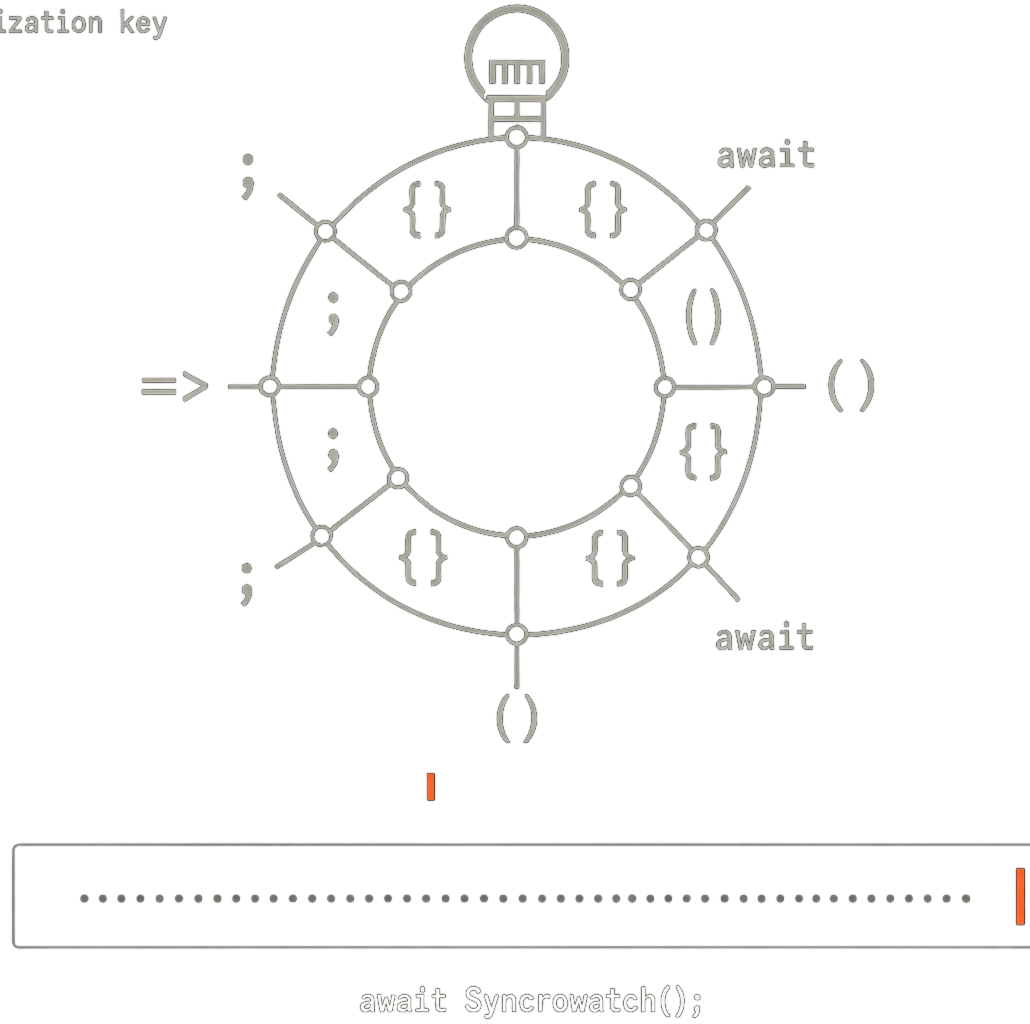 ization key
await
;
{} {}
; ()
=> ()
; {}
{} {}
;
await
()
await Syncrowatch();